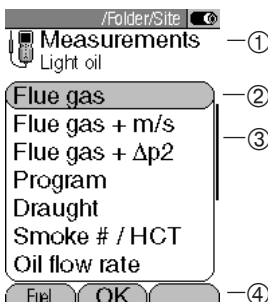 /Folder/Site
Measurements ①
Light oil
Flue gas ②
Flue gas + m/s ③
Flue gas + Δp2
Program
Draught
Smoke # / HCT
Oil flow rate
Fuel OK ④